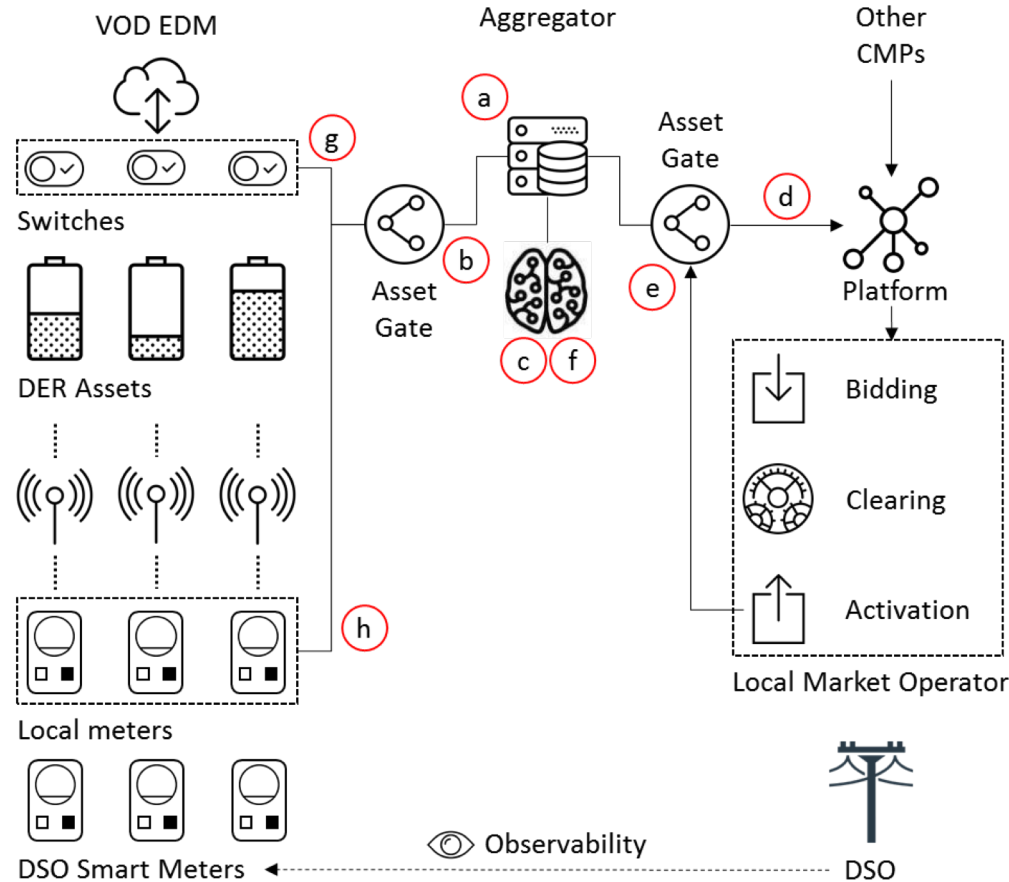 VOD EDM
Aggregator
Other
CMPs
a
Asset
Gate
g
Switches
d
b
e
Asset
Gate
Platform
c
f
DER Assets
Bidding
Clearing
Activation
h
Local Market Operator
Local meters
Observability
DSO Smart Meters
DSO